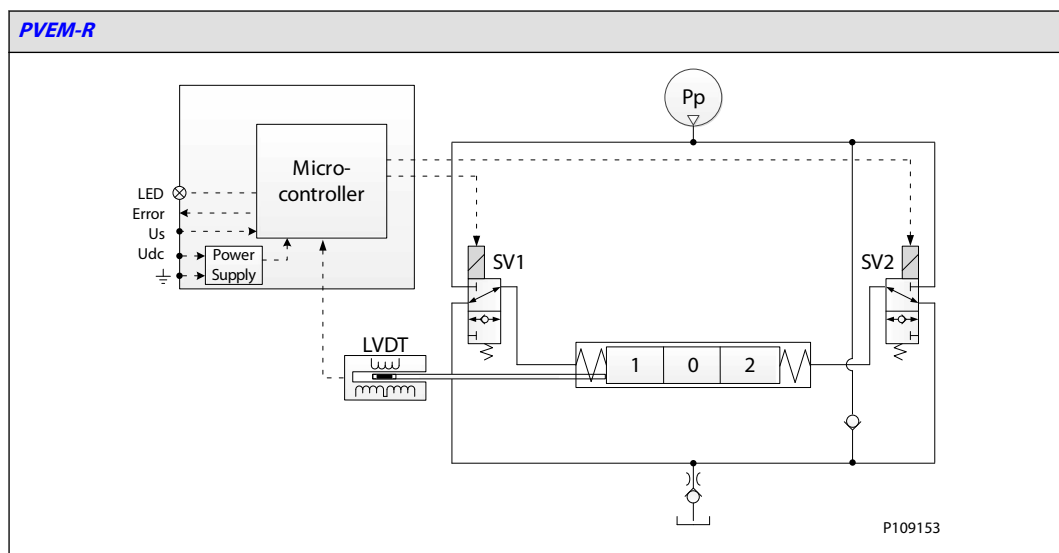 PVEM-R
Pp
Micro-
controller
LED
Error
Us
Udc
Power
Supply
SV1
SV2
LVDT
1 0 2
P109153